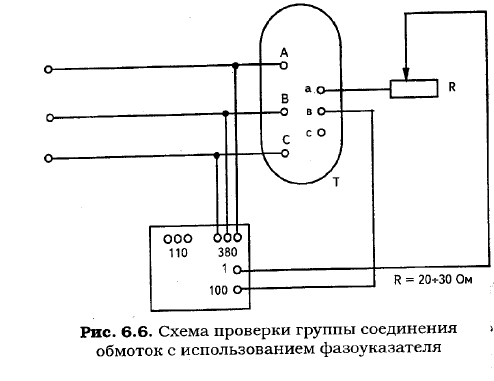 A
a
R
B
в
с
C
T
110 380
1
100
R = 20÷30 Ом
Рис. 6.6. Схема проверки группы соединения
обмоток с использованием фазоуказателя